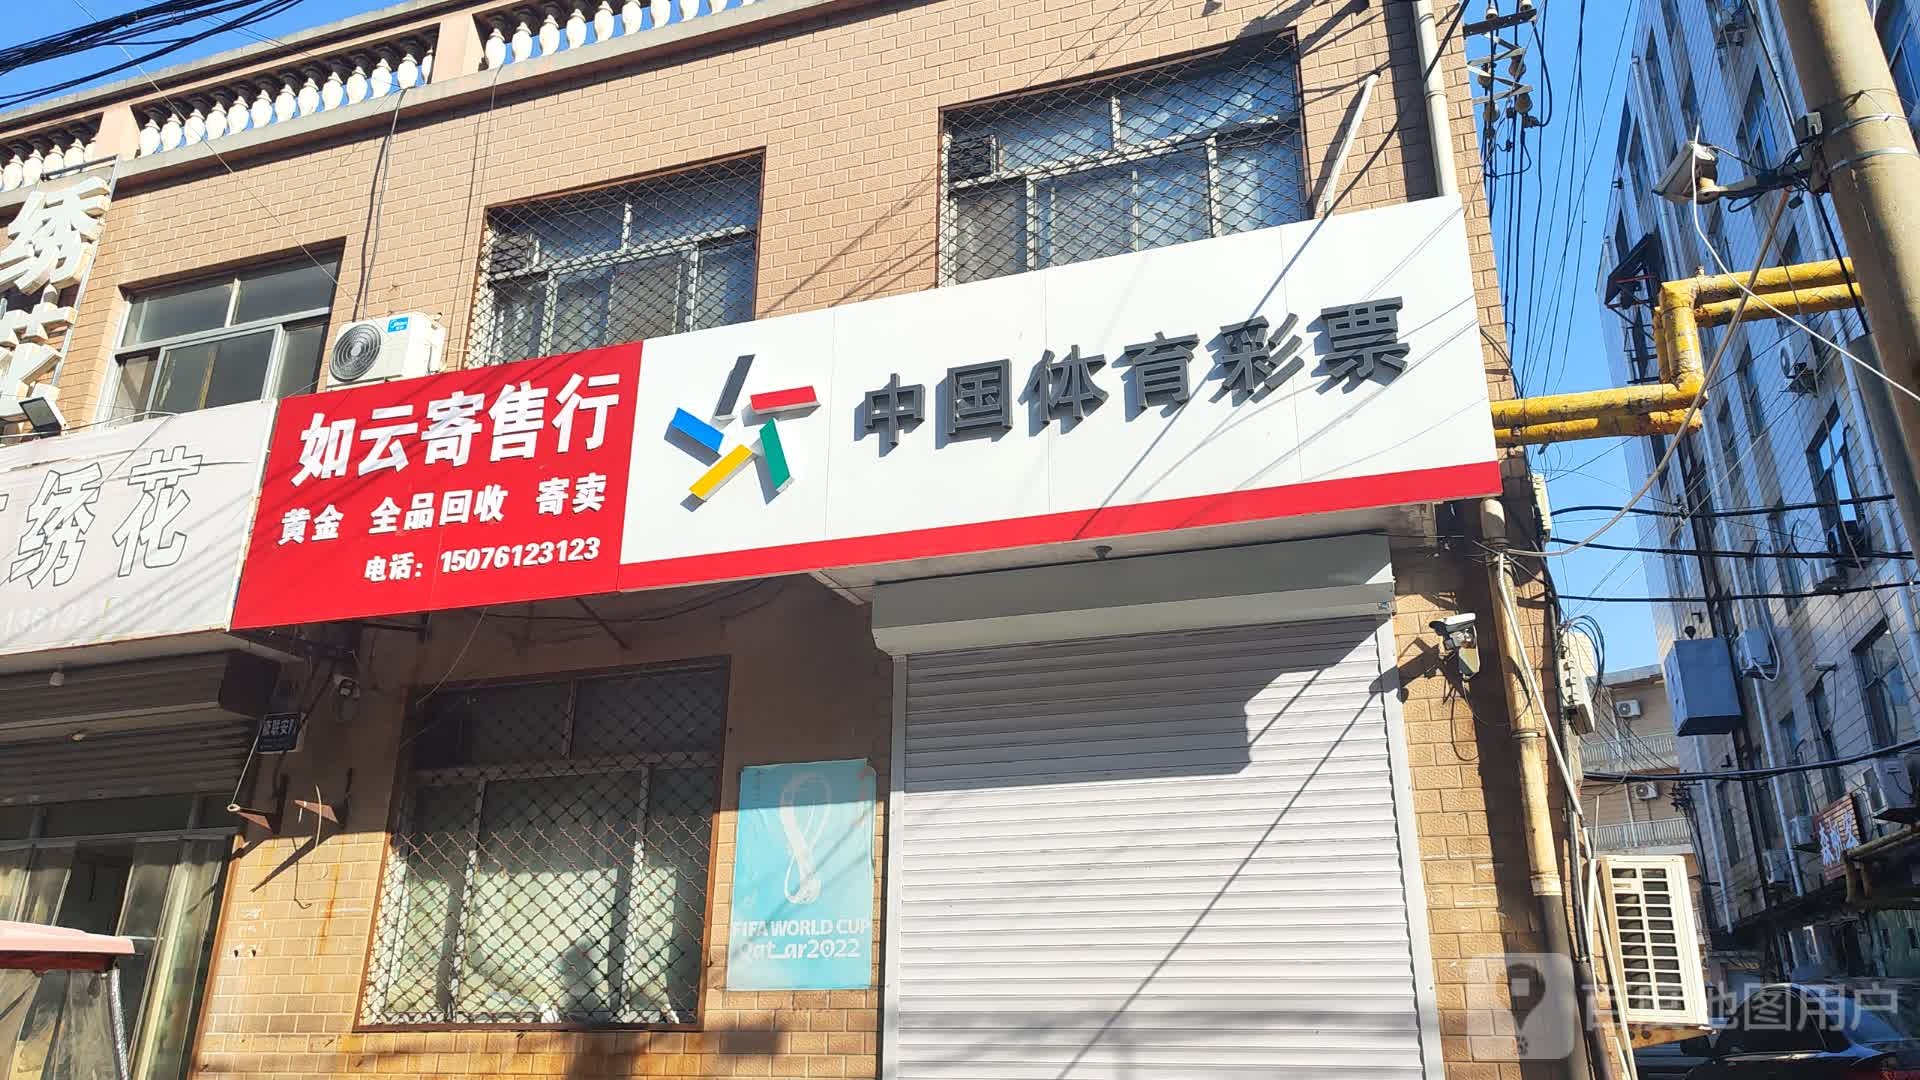 绣
绣花
如云寄售行
黄金 全品回收 寄卖
电话：15076123123
中国体育彩票
FIFA WORLD CUP
Qatar2022
百度地图用户